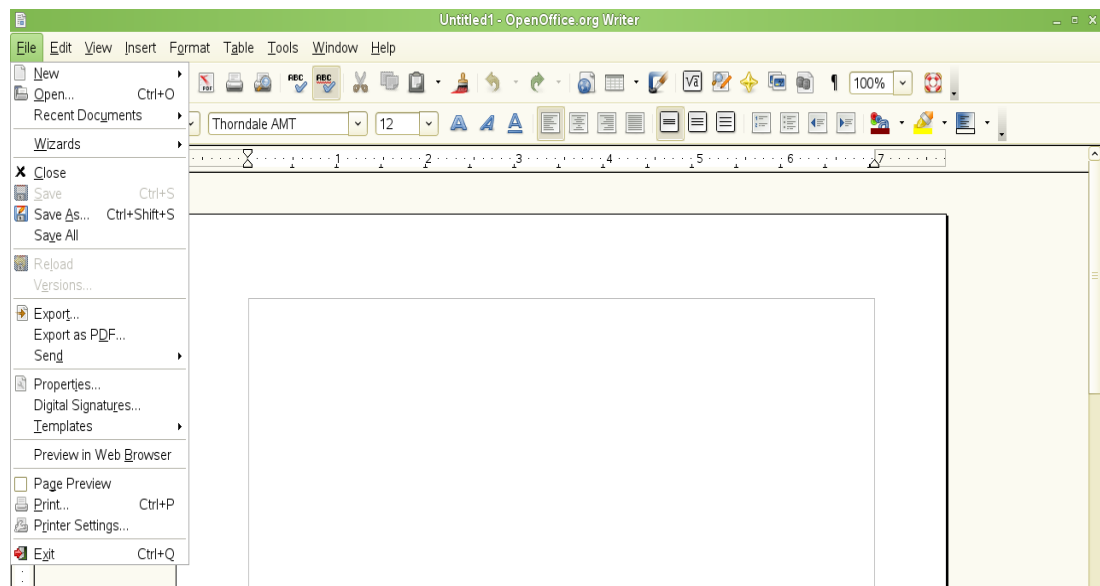 Untitled1 - OpenOffice.org Writer
File Edit View Insert Format Table Tools Window Help
New
Open... Ctrl+O
Recent Documents
Wizards
Close
Save Ctrl+S
Save As... Ctrl+Shift+S
Save All
Reload
Versions...
Export...
Export as PDF...
Send
Properties...
Digital Signatures...
Templates
Preview in Web Browser
Page Preview
Print... Ctrl+P
Printer Settings...
Exit Ctrl+Q
PDF ABC ABC √a ¶ 100%
Thorndale AMT 12 A A A
1 2 3 4 5 6 7